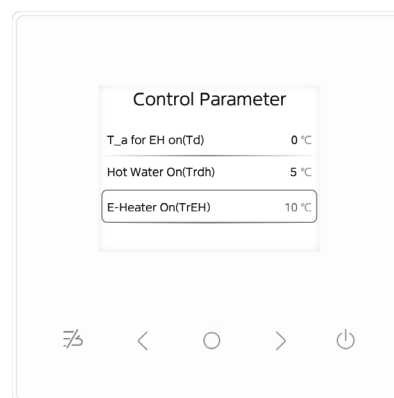 Control Parameter
T_a for EH on(Td) 0 °C
Hot Water On(Trdh) 5 °C
E-Heater On(TrEH) 10 °C